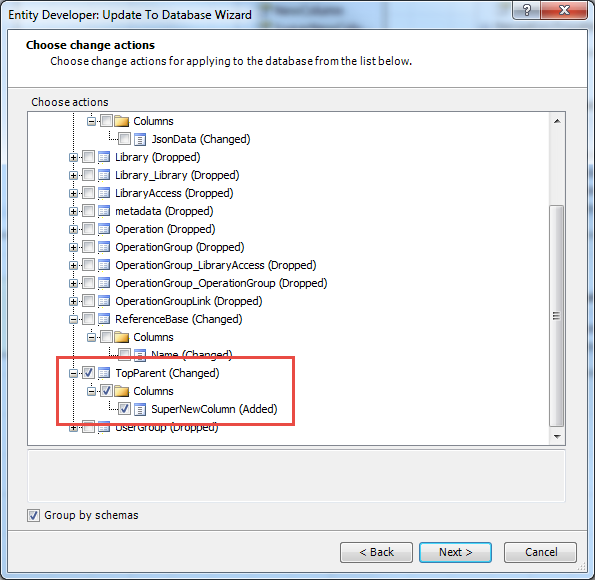 Entity Developer: Update To Database Wizard
Choose change actions
Choose change actions for applying to the database from the list below.
Choose actions
Columns
JsonData (Changed)
Library (Dropped)
Library_Library (Dropped)
LibraryAccess (Dropped)
metadata (Dropped)
Operation (Dropped)
OperationGroup (Dropped)
OperationGroup_LibraryAccess (Dropped)
OperationGroup_OperationGroup (Dropped)
OperationGroupLink (Dropped)
ReferenceBase (Changed)
Columns
Name (Changed)
TopParent (Changed)
Columns
SuperNewColumn (Added)
UserGroup (Dropped)
Group by schemas
< Back Next > Cancel